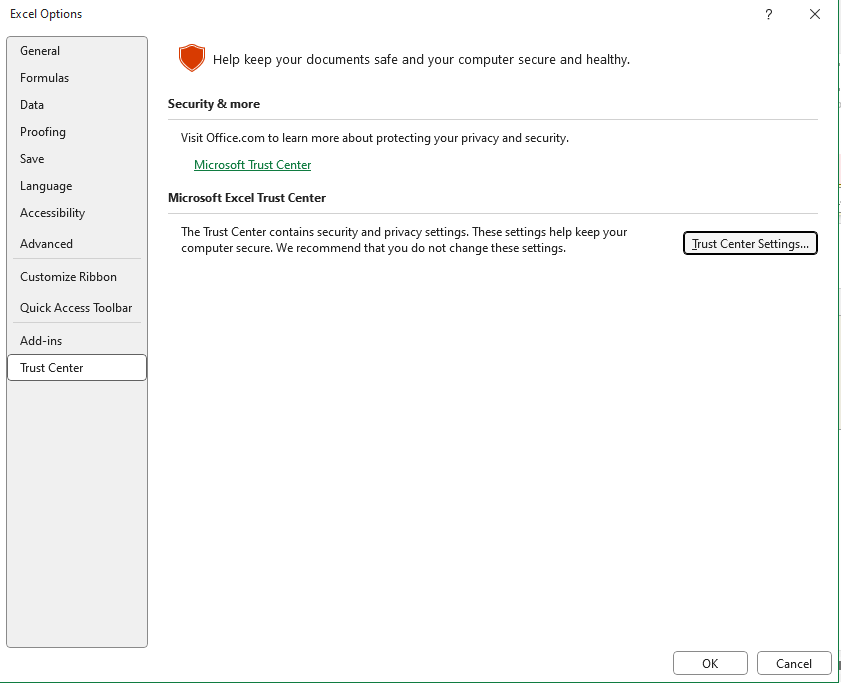 Excel Options
?
General
Formulas
Data
Proofing
Save
Language
Accessibility
Advanced
Customize Ribbon
Quick Access Toolbar
Add-ins
Trust Center
Help keep your documents safe and your computer secure and healthy.
Security & more
Visit Office.com to learn more about protecting your privacy and security.
Microsoft Trust Center
Microsoft Excel Trust Center
The Trust Center contains security and privacy settings. These settings help keep your
computer secure. We recommend that you do not change these settings.
Trust Center Settings...
OK
Cancel